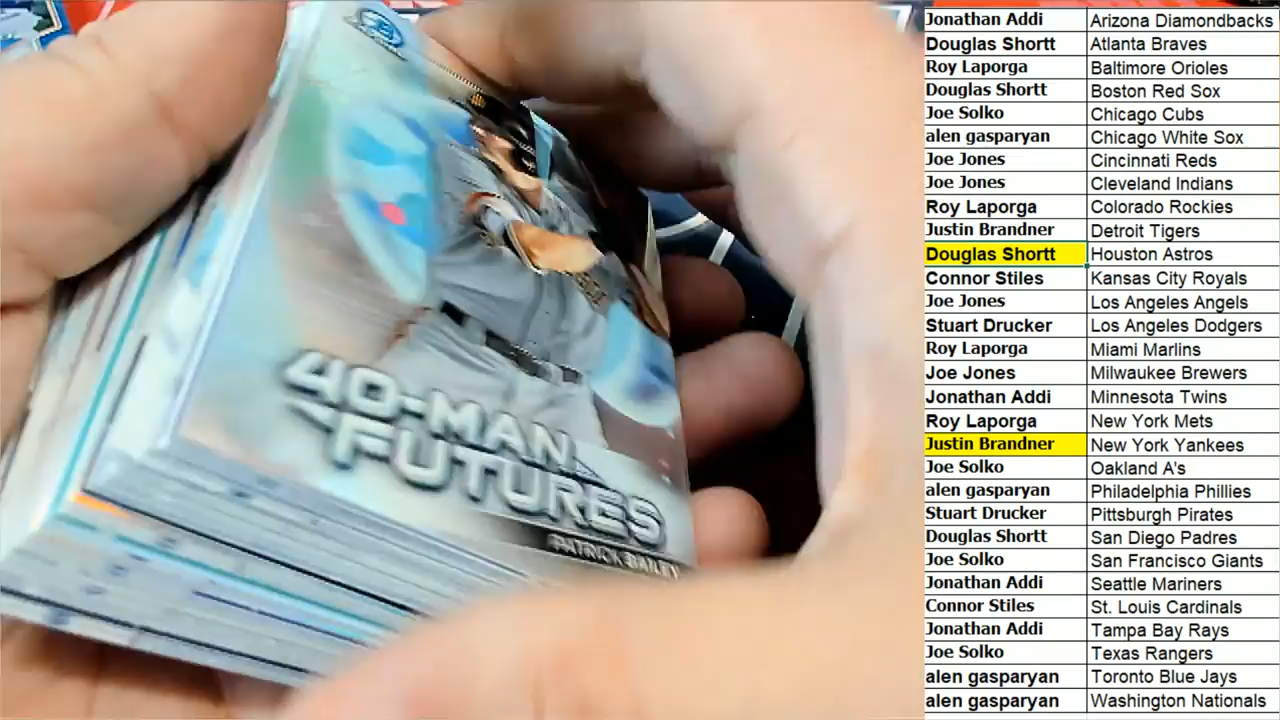 40-MAN
FUTURES
PATRICK BAILEY
Jonathan Addi Arizona Diamondbacks
Douglas Shortt Atlanta Braves
Roy Laporga Baltimore Orioles
Douglas Shortt Boston Red Sox
Joe Solko Chicago Cubs
alen gasparyan Chicago White Sox
Joe Jones Cincinnati Reds
Joe Jones Cleveland Indians
Roy Laporga Colorado Rockies
Justin Brandner Detroit Tigers
Douglas Shortt Houston Astros
Connor Stiles Kansas City Royals
Joe Jones Los Angeles Angels
Stuart Drucker Los Angeles Dodgers
Roy Laporga Miami Marlins
Joe Jones Milwaukee Brewers
Jonathan Addi Minnesota Twins
Roy Laporga New York Mets
Justin Brandner New York Yankees
Joe Solko Oakland A's
alen gasparyan Philadelphia Phillies
Stuart Drucker Pittsburgh Pirates
Douglas Shortt San Diego Padres
Joe Solko San Francisco Giants
Jonathan Addi Seattle Mariners
Connor Stiles St. Louis Cardinals
Jonathan Addi Tampa Bay Rays
Joe Solko Texas Rangers
alen gasparyan Toronto Blue Jays
alen gasparyan Washington Nationals